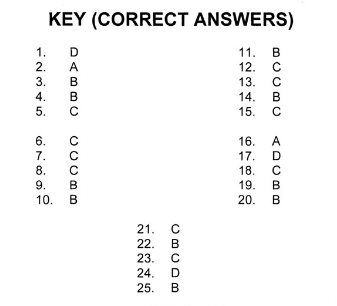 KEY (CORRECT ANSWERS)
1. D
2. A
3. B
4. B
5. C
6. C
7. C
8. C
9. B
10. B
11. B
12. C
13. C
14. B
15. C
16. A
17. D
18. C
19. B
20. B
21. C
22. B
23. C
24. D
25. B